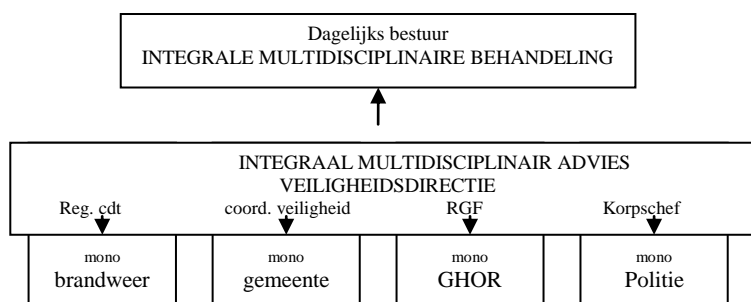 Dagelijks bestuur
INTEGRALE MULTIDISCIPLINAIRE BEHANDELING
INTEGRAAL MULTIDISCIPLINAIR ADVIES
VEILIGHEIDSDIRECTIE
Reg. cdt coord. veiligheid RGF Korpschef
mono mono mono mono
brandweer gemeente GHOR Politie